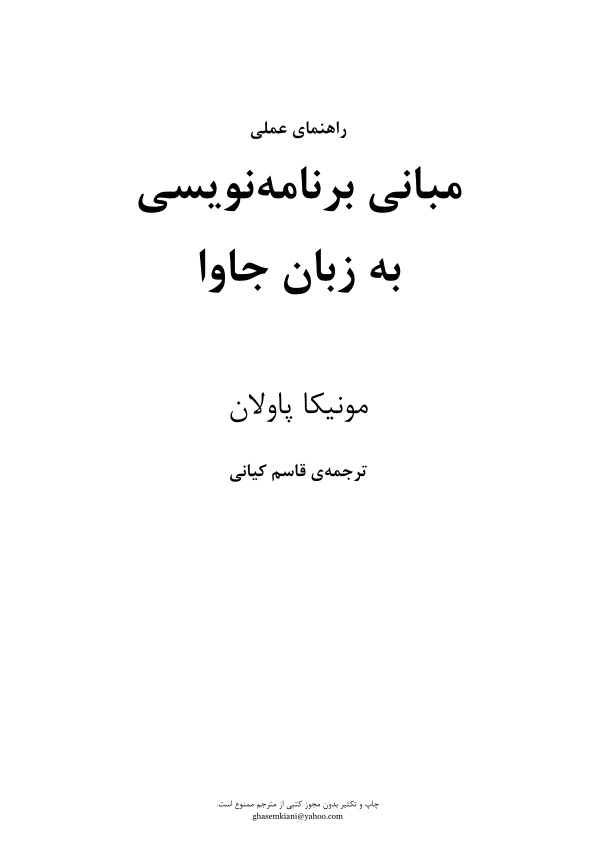 راهنمای عملی
مبانی برنامه‌نویسی
به زبان جاوا
مونیکا پاولان
ترجمه‌ی قاسم کیانی
چاپ و تکثیر بدون مجوز کتبی از مترجم ممنوع است.
ghasemkiani@yahoo.com